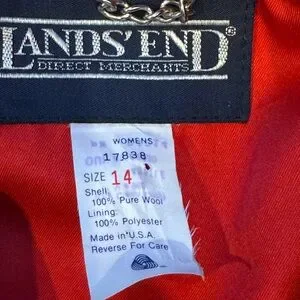 LANDS' END®
DIRECT MERCHANTS
WOMENS
17838
SIZE 14
Shell:
100% Pure Wool
Lining:
100% Polyester
Made in U.S.A.
Reverse For Care